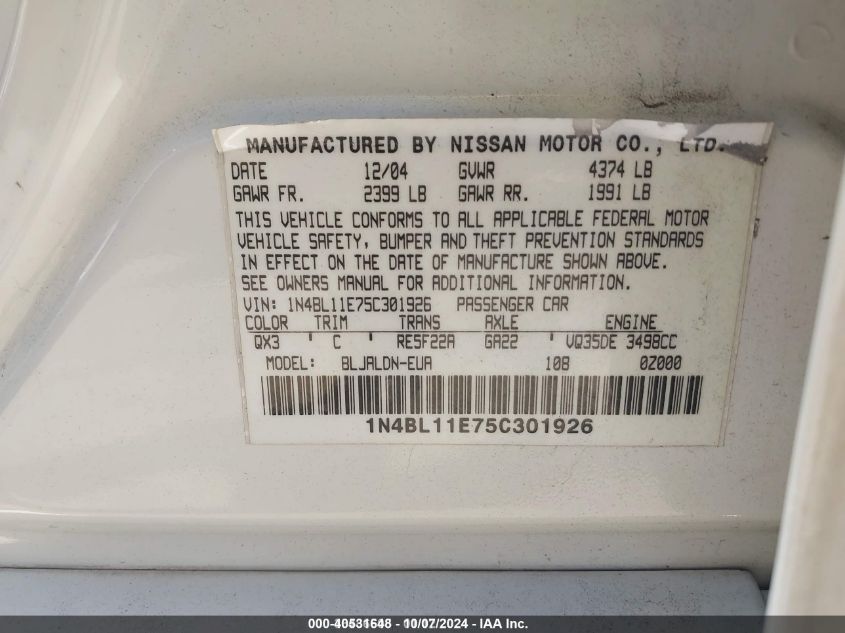 MANUFACTURED BY NISSAN MOTOR CO., LTD.
DATE 12/04 GVWR 4374 LB
GAWR FR. 2399 LB GAWR RR. 1991 LB
THIS VEHICLE CONFORMS TO ALL APPLICABLE FEDERAL MOTOR
VEHICLE SAFETY, BUMPER AND THEFT PREVENTION STANDARDS
IN EFFECT ON THE DATE OF MANUFACTURE SHOWN ABOVE.
SEE OWNERS MANUAL FOR ADDITIONAL INFORMATION.
VIN: 1N4BL11E75C301926 PASSENGER CAR
COLOR TRIM TRANS AXLE ENGINE
QX3 ' C ' RE5F22A GA22 ' VQ35DE 3498CC
MODEL: BLJALDN-EUA 10B 0Z000
1N4BL11E75C301926
000-40531648 - 10/07/2024 - IAA Inc.